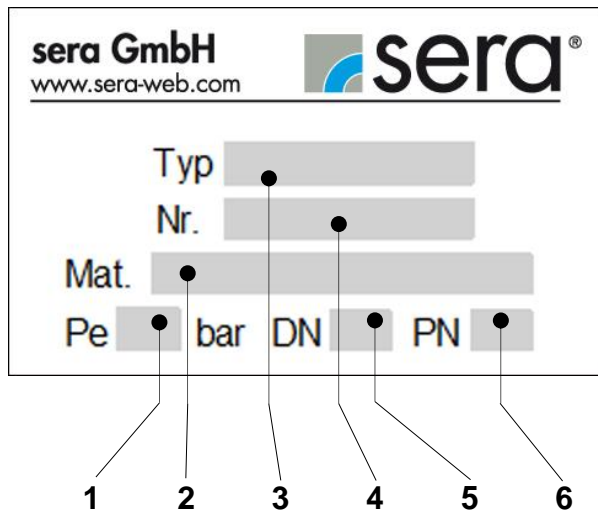 sera GmbH
www.sera-web.com
sera®
Typ
Nr.
Mat.
Pe bar DN PN
1 2 3 4 5 6